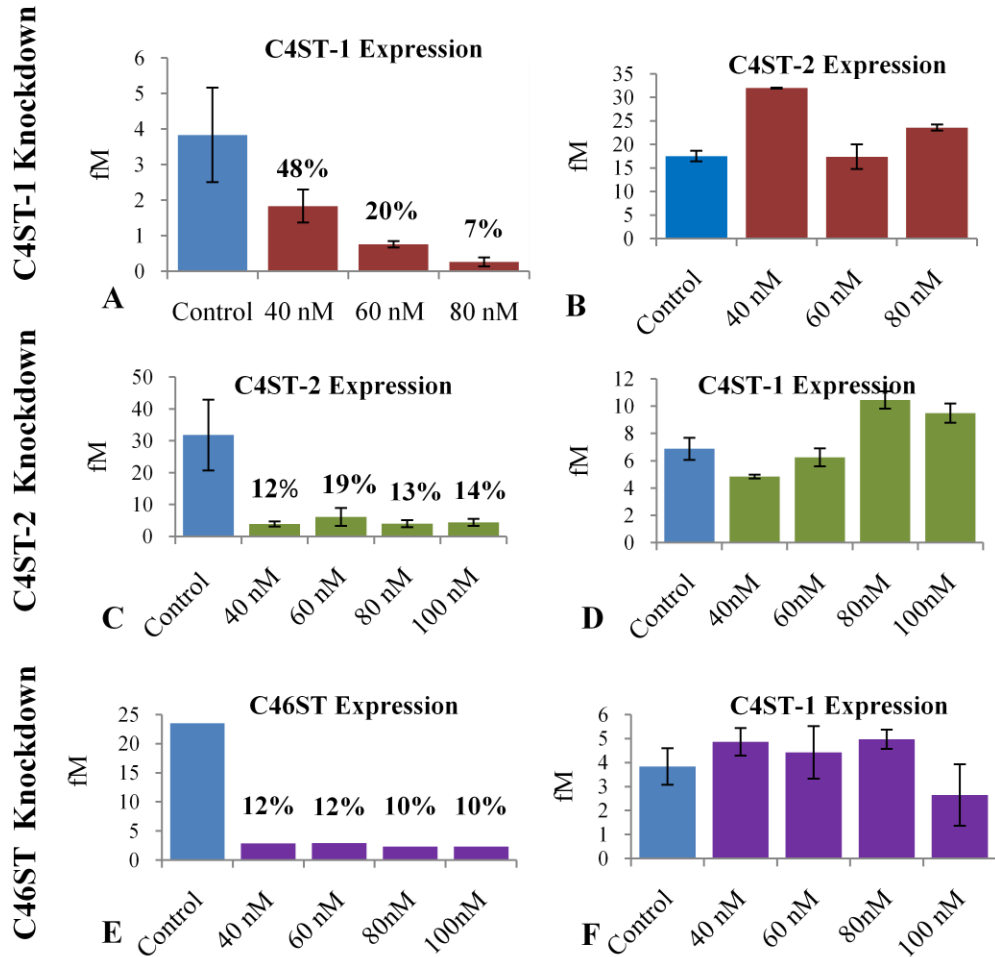 C4ST-1 Knockdown
C4ST-1 Expression
fM
6
5
4
3
2
1
0
48%
20%
7%
Control 40 nM 60 nM 80 nM
A
C4ST-2 Expression
fM
35
30
25
20
15
10
5
0
Control 40 nM 60 nM 80 nM
B
C4ST-2 Knockdown
C4ST-2 Expression
fM
50
40
30
20
10
0
12% 19% 13% 14%
Control 40 nM 60 nM 80 nM 100 nM
C
C4ST-1 Expression
fM
12
10
8
6
4
2
0
Control 40nM 60nM 80nM 100nM
D
C46ST Knockdown
C46ST Expression
fM
25
20
15
10
5
0
12% 12% 10% 10%
Control 40 nM 60 nM 80nM 100nM
E
C4ST-1 Expression
fM
6
5
4
3
2
1
0
Control 40 nM 60 nM 80nM 100 nM
F